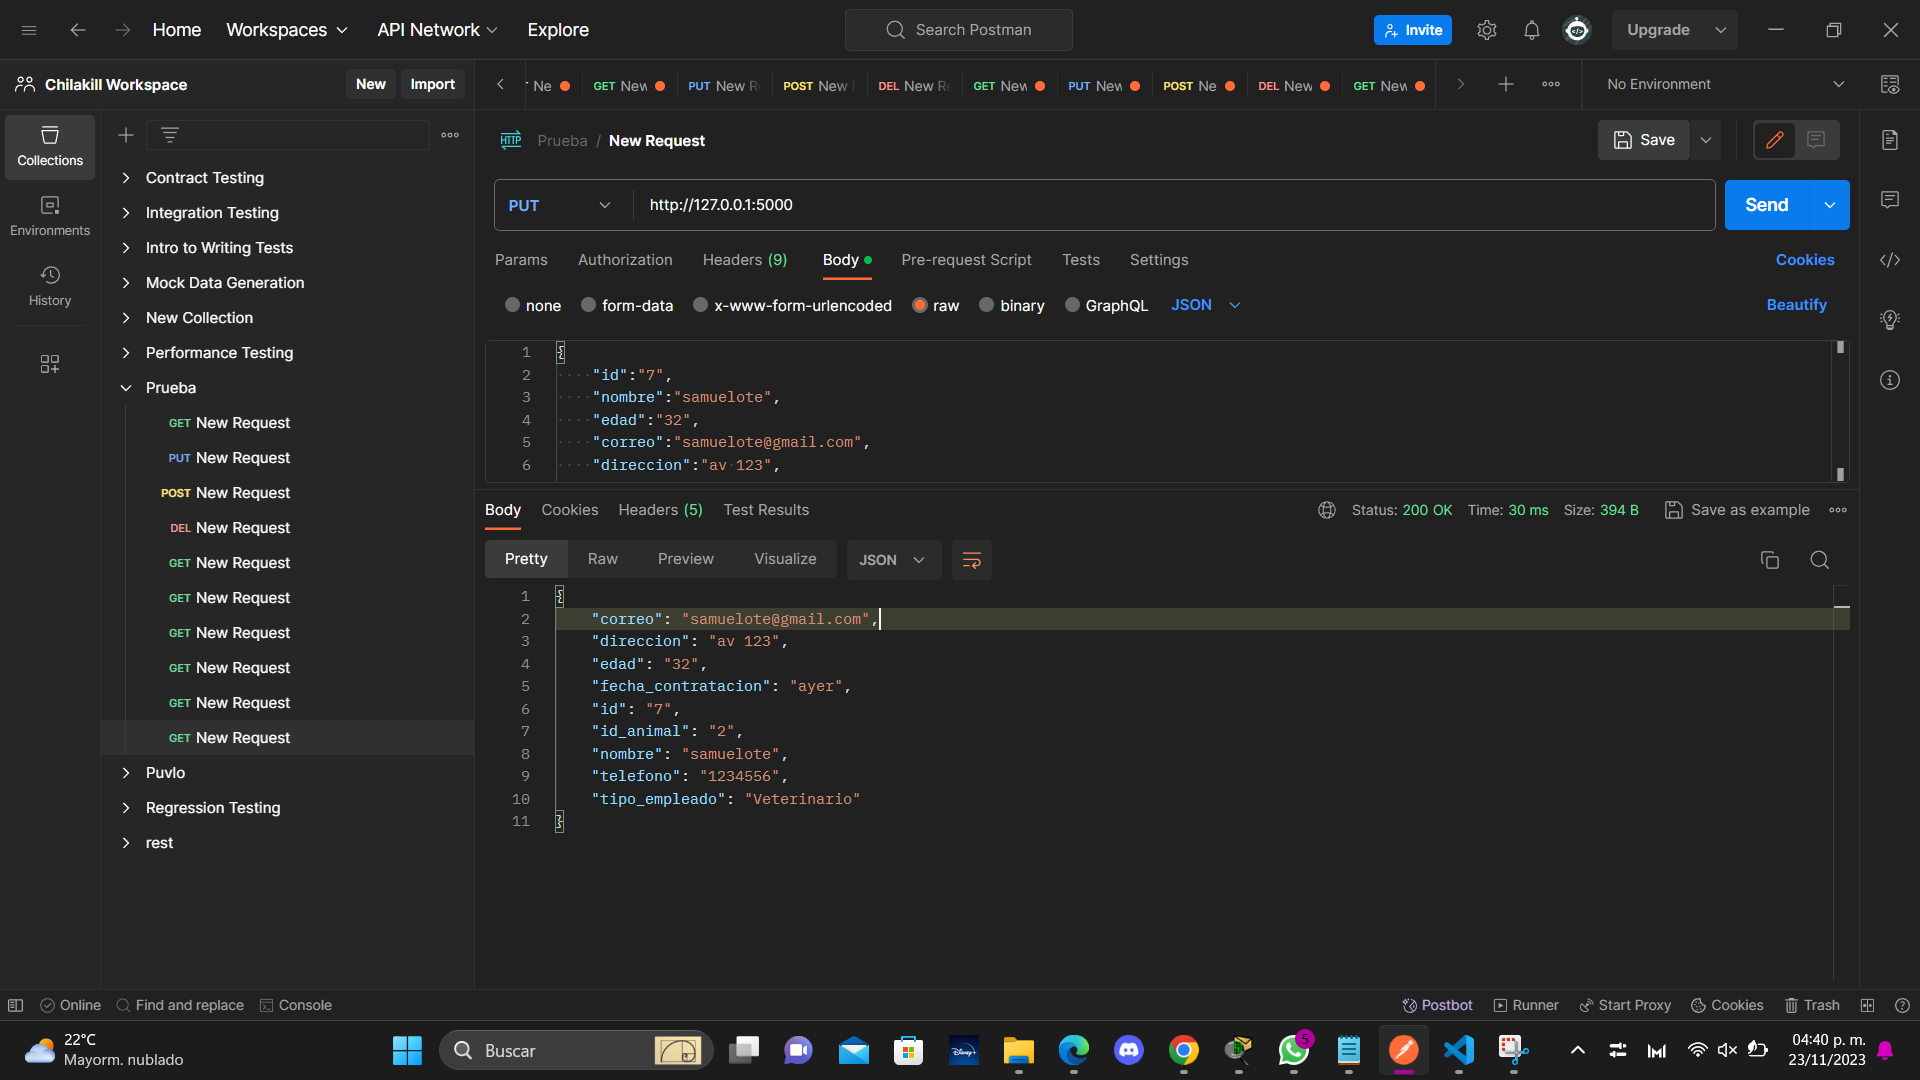 Home Workspaces API Network Explore Search Postman Invite Upgrade
Chilakill Workspace New Import Ne GET New PUT New R POST New DEL New R GET New PUT New POST Ne DEL New GET New No Environment
Collections
Environments
History
Contract Testing
Integration Testing
Intro to Writing Tests
Mock Data Generation
New Collection
Performance Testing
Prueba
GET New Request
PUT New Request
POST New Request
DEL New Request
GET New Request
GET New Request
GET New Request
GET New Request
GET New Request
GET New Request
Puvlo
Regression Testing
rest
HTTP Prueba / New Request Save
PUT http://127.0.0.1:5000 Send
Params Authorization Headers (9) Body Pre-request Script Tests Settings Cookies
none form-data x-www-form-urlencoded raw binary GraphQL JSON Beautify
1 {
2 "id":"7",
3 "nombre":"samuelote",
4 "edad":"32",
5 "correo":"samuelote@gmail.com",
6 "direccion":"av 123",
Body Cookies Headers (5) Test Results Status: 200 OK Time: 30 ms Size: 394 B Save as example
Pretty Raw Preview Visualize JSON
1 {
2 "correo": "samuelote@gmail.com",
3 "direccion": "av 123",
4 "edad": "32",
5 "fecha_contratacion": "ayer",
6 "id": "7",
7 "id_animal": "2",
8 "nombre": "samuelote",
9 "telefono": "1234556",
10 "tipo_empleado": "Veterinario"
11 }
Online Find and replace Console Postbot Runner Start Proxy Cookies Trash
22°C
Mayorm. nublado
Buscar
Disney+
5
04:40 p. m.
23/11/2023